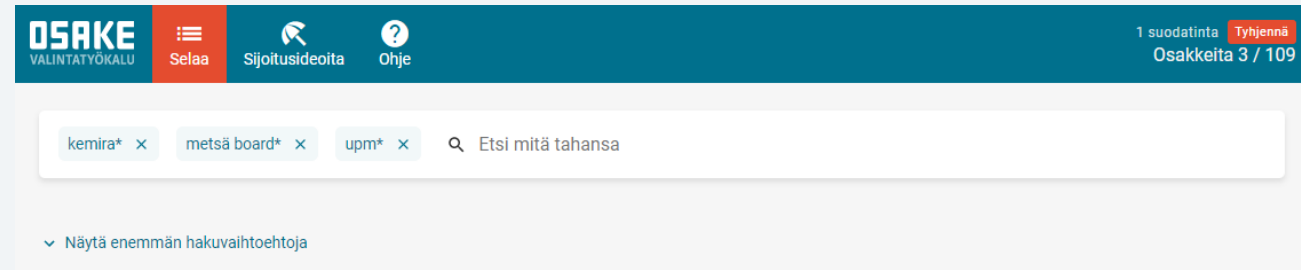 OSAKE
VALINTATYÖKALU
Selaa
Sijoitusideoita
?
Ohje
1 suodatinta Tyhjennä
Osakkeita 3 / 109
kemira* × metsä board* × upm* × Etsi mitä tahansa
Näytä enemmän hakuvaihtoehtoja